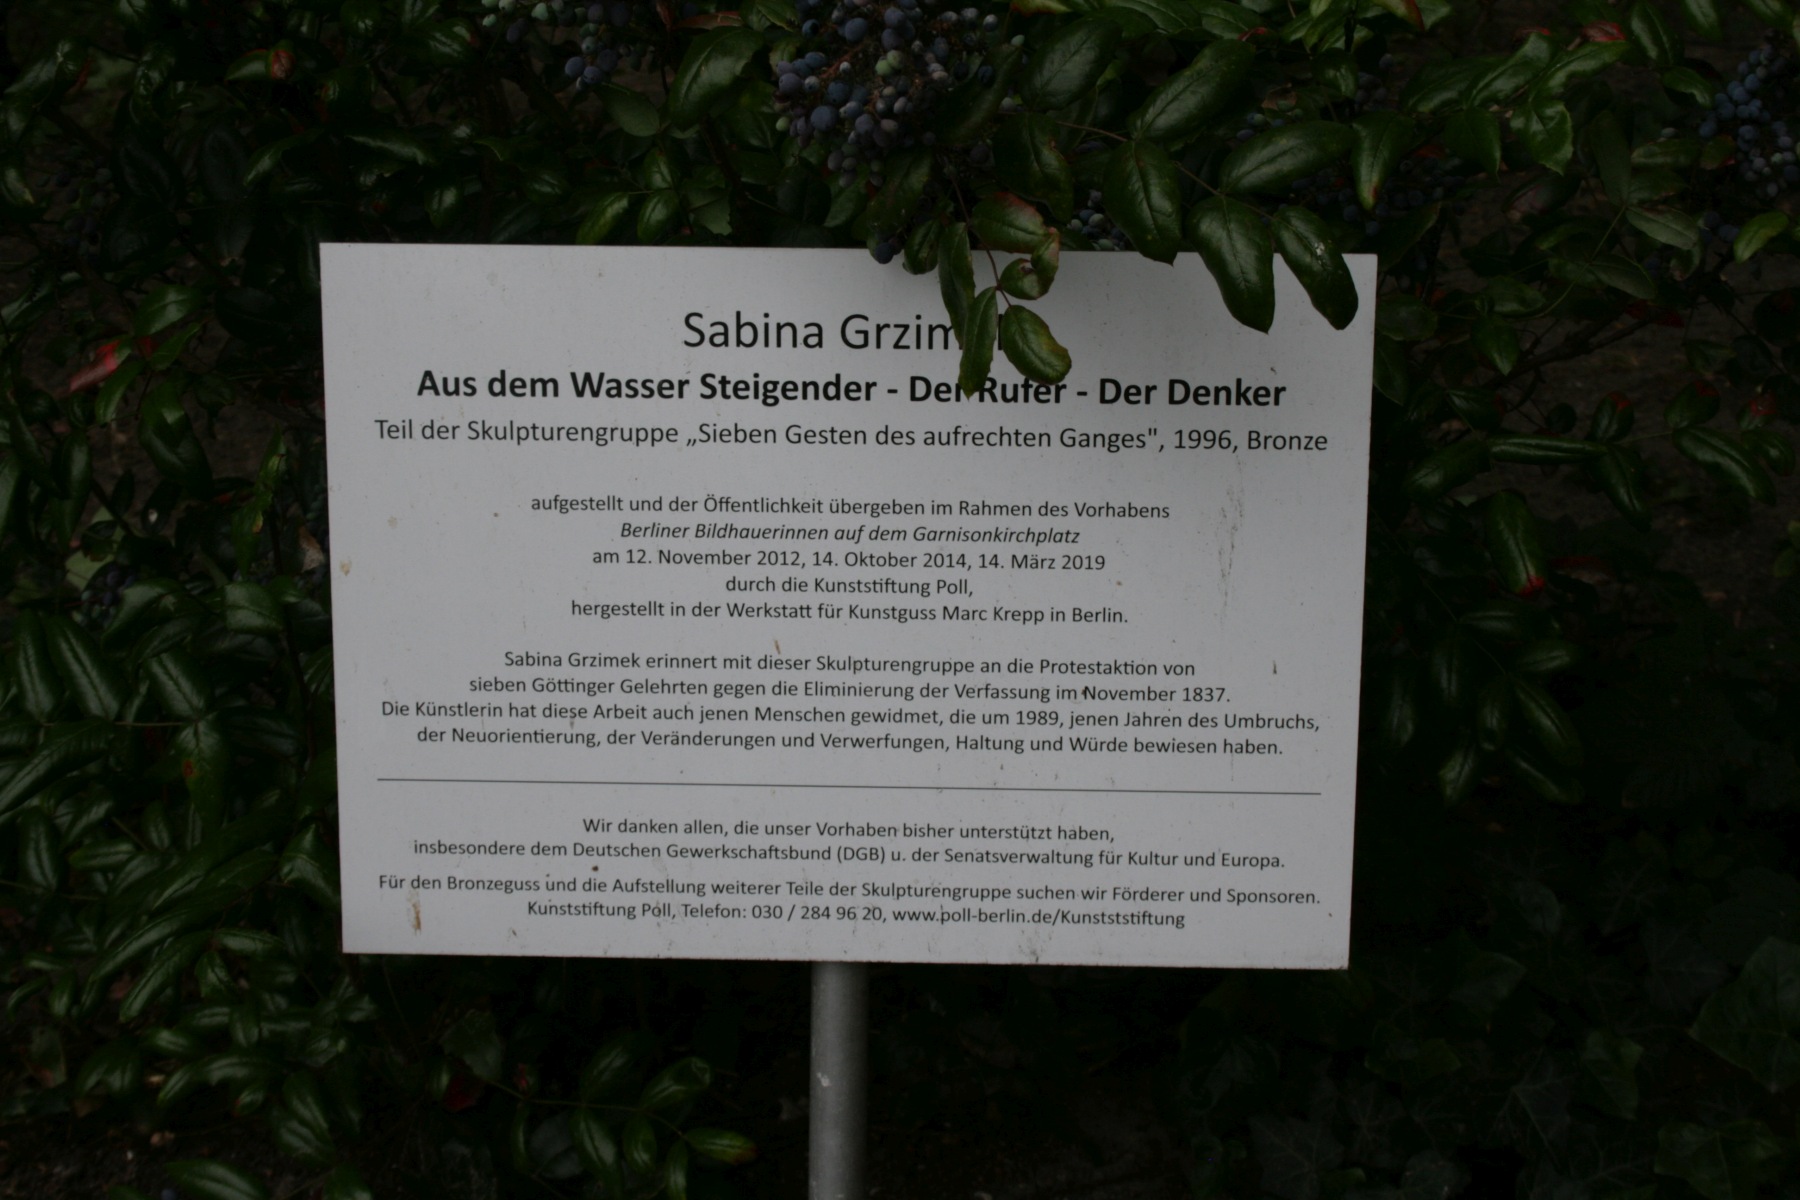 Sabina Grzimek
Aus dem Wasser Steigender - Der Rufer - Der Denker
Teil der Skulpturengruppe „Sieben Gesten des aufrechten Ganges", 1996, Bronze
aufgestellt und der Öffentlichkeit übergeben im Rahmen des Vorhabens
Berliner Bildhauerinnen auf dem Garnisonkirchplatz
am 12. November 2012, 14. Oktober 2014, 14. März 2019
durch die Kunststiftung Poll,
hergestellt in der Werkstatt für Kunstguss Marc Krepp in Berlin.
Sabina Grzimek erinnert mit dieser Skulpturengruppe an die Protestaktion von
sieben Göttinger Gelehrten gegen die Eliminierung der Verfassung im November 1837.
Die Künstlerin hat diese Arbeit auch jenen Menschen gewidmet, die um 1989, jenen Jahren des Umbruchs,
der Neuorientierung, der Veränderungen und Verwerfungen, Haltung und Würde bewiesen haben.
Wir danken allen, die unser Vorhaben bisher unterstützt haben,
insbesondere dem Deutschen Gewerkschaftsbund (DGB) u. der Senatsverwaltung für Kultur und Europa.
Für den Bronzeguss und die Aufstellung weiterer Teile der Skulpturengruppe suchen wir Förderer und Sponsoren.
Kunststiftung Poll, Telefon: 030 / 284 96 20, www.poll-berlin.de/Kunstststiftung